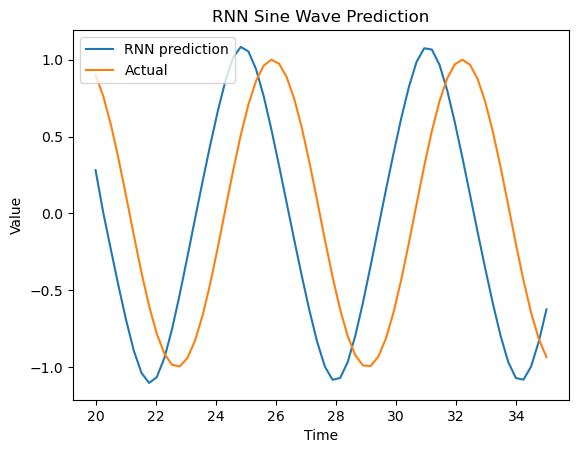 RNN Sine Wave Prediction
RNN prediction
Actual
1.0
0.5
0.0
−0.5
−1.0
Value
20 22 24 26 28 30 32 34
Time